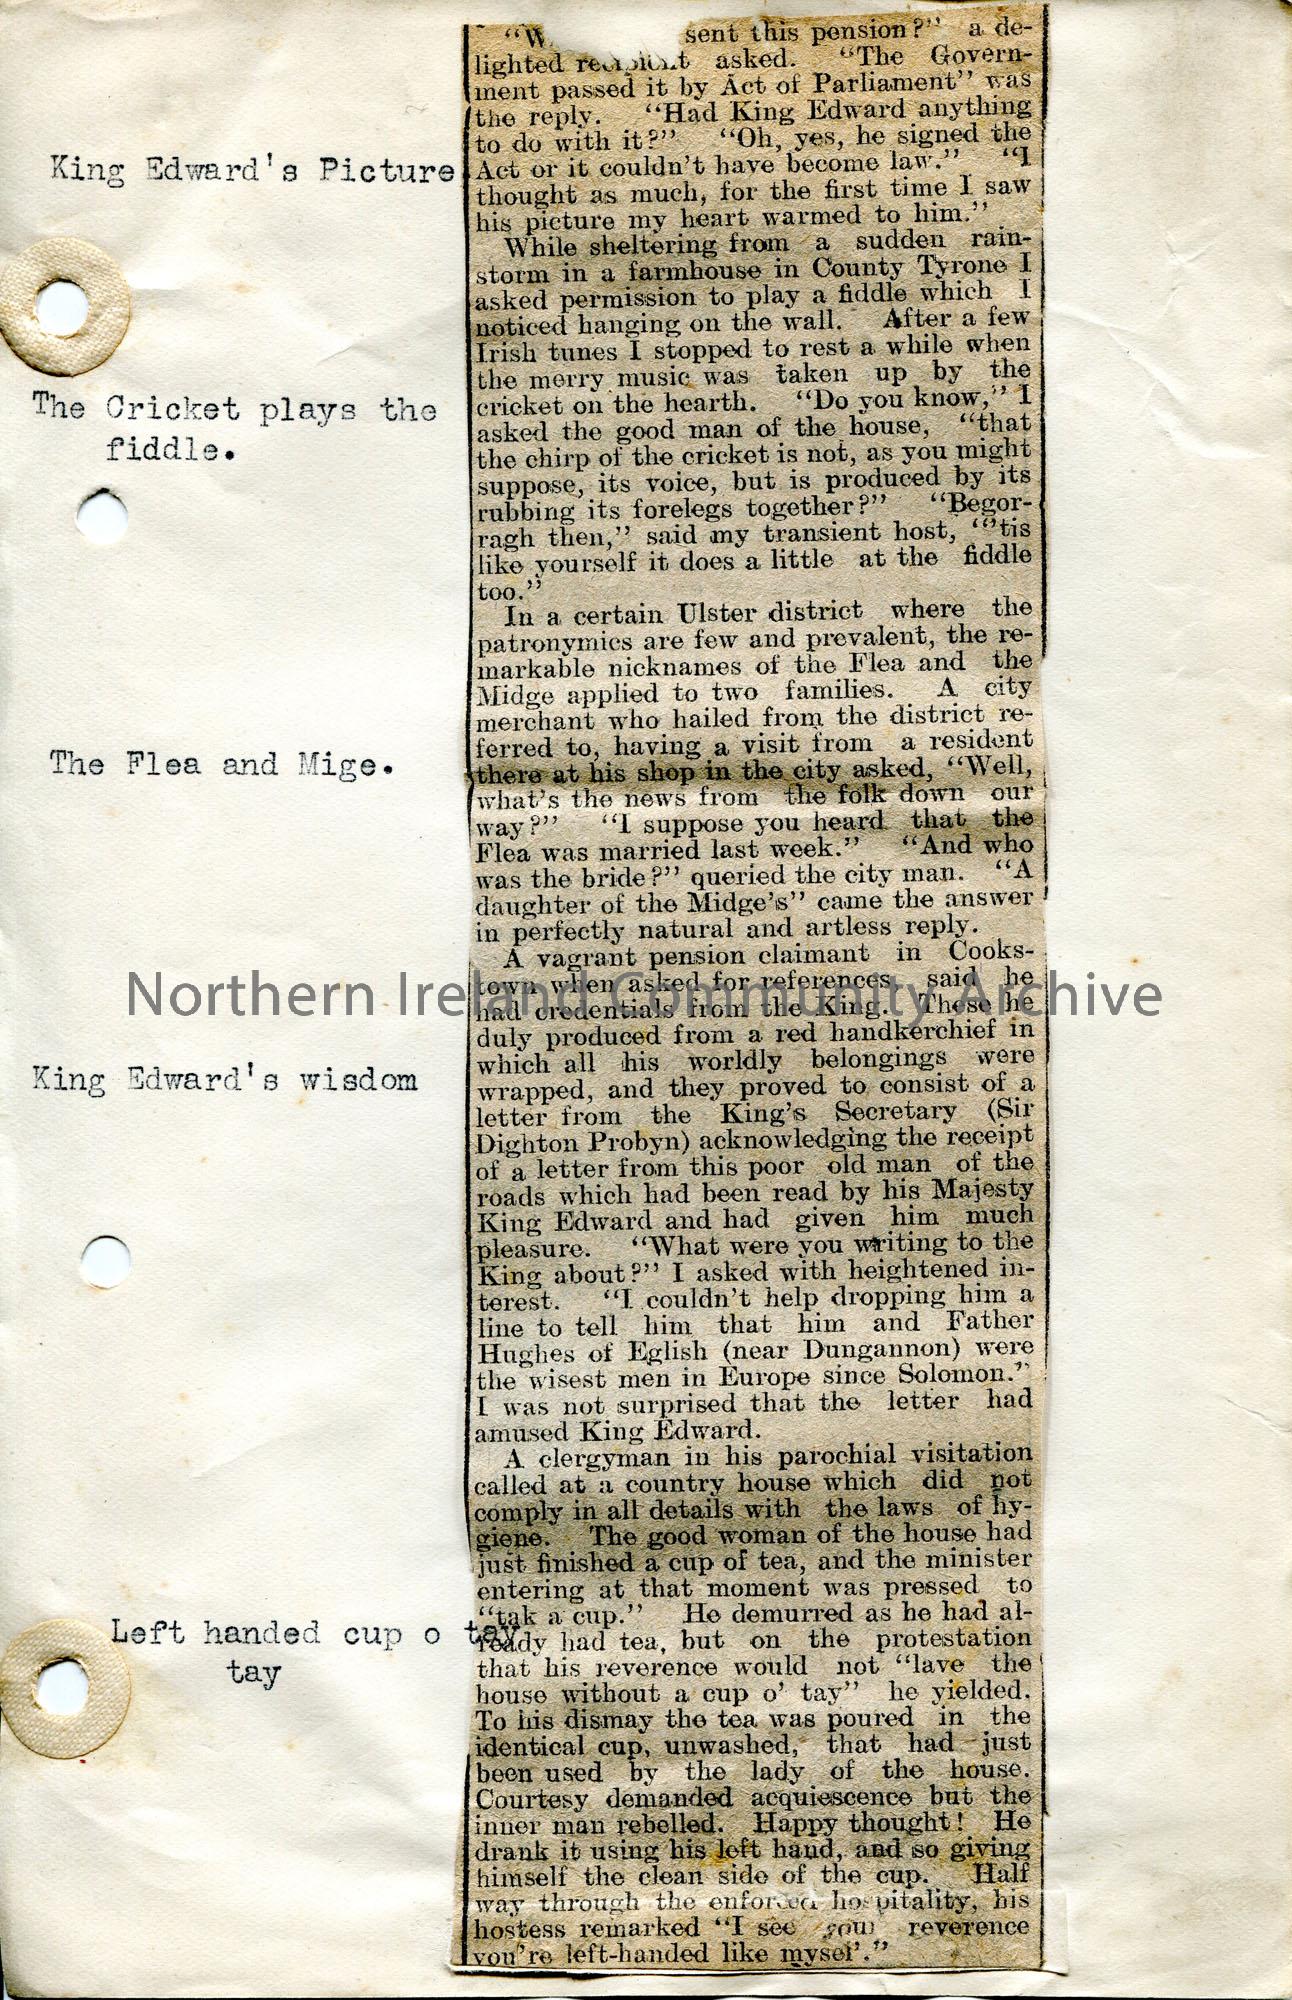 King Edward's Picture
The Cricket plays the
fiddle.
The Flea and Mige.
King Edward's wisdom
Left handed cup o tay
tay
sent this pension?" a de-
lighted recipient asked. "The Govern-
ment passed it by Act of Parliament" was
the reply. "Had King Edward anything
to do with it?" "Oh, yes, he signed the
Act or it couldn't have become law." "I
thought as much, for the first time I saw
his picture my heart warmed to him."
While sheltering from a sudden rain-
storm in a farmhouse in County Tyrone I
asked permission to play a fiddle which I
noticed hanging on the wall. After a few
Irish tunes I stopped to rest a while when
the merry music was taken up by the
cricket on the hearth. "Do you know," I
asked the good man of the house, "that
the chirp of the cricket is not, as you might
suppose, its voice, but is produced by its
rubbing its forelegs together?" "Begor-
ragh then," said my transient host, "'tis
like yourself it does a little at the fiddle
too."
In a certain Ulster district where the
patronymics are few and prevalent, the re-
markable nicknames of the Flea and the
Midge applied to two families. A city
merchant who hailed from the district re-
ferred to, having a visit from a resident
there at his shop in the city asked, "Well,
what's the news from the folk down our
way?" "I suppose you heard that the
Flea was married last week." "And who
was the bride?" queried the city man. "A
daughter of the Midge's" came the answer
in perfectly natural and artless reply.
A vagrant pension claimant in Cooks-
town when asked for references, said he
had credentials from the King. These he
duly produced from a red handkerchief in
which all his worldly belongings were
wrapped, and they proved to consist of a
letter from the King's Secretary (Sir
Dighton Probyn) acknowledging the receipt
of a letter from this poor old man of the
roads which had been read by his Majesty
King Edward and had given him much
pleasure. "What were you writing to the
King about?" I asked with heightened in-
terest. "I couldn't help dropping him a
line to tell him that him and Father
Hughes of Eglish (near Dungannon) were
the wisest men in Europe since Solomon."
I was not surprised that the letter had
amused King Edward.
A clergyman in his parochial visitation
called at a country house which did not
comply in all details with the laws of hy-
giene. The good woman of the house had
just finished a cup of tea, and the minister
entering at that moment was pressed to
"tak a cup." He demurred as he had al-
ready had tea, but on the protestation
that his reverence would not "lave the
house without a cup o' tay" he yielded.
To his dismay the tea was poured in the
identical cup, unwashed, that had just
been used by the lady of the house.
Courtesy demanded acquiescence but the
inner man rebelled. Happy thought! He
drank it using his left hand, and so giving
himself the clean side of the cup. Half
way through the enforced hospitality, his
hostess remarked "I see your reverence
you're left-handed like mysel'."
Northern Ireland Community Archive